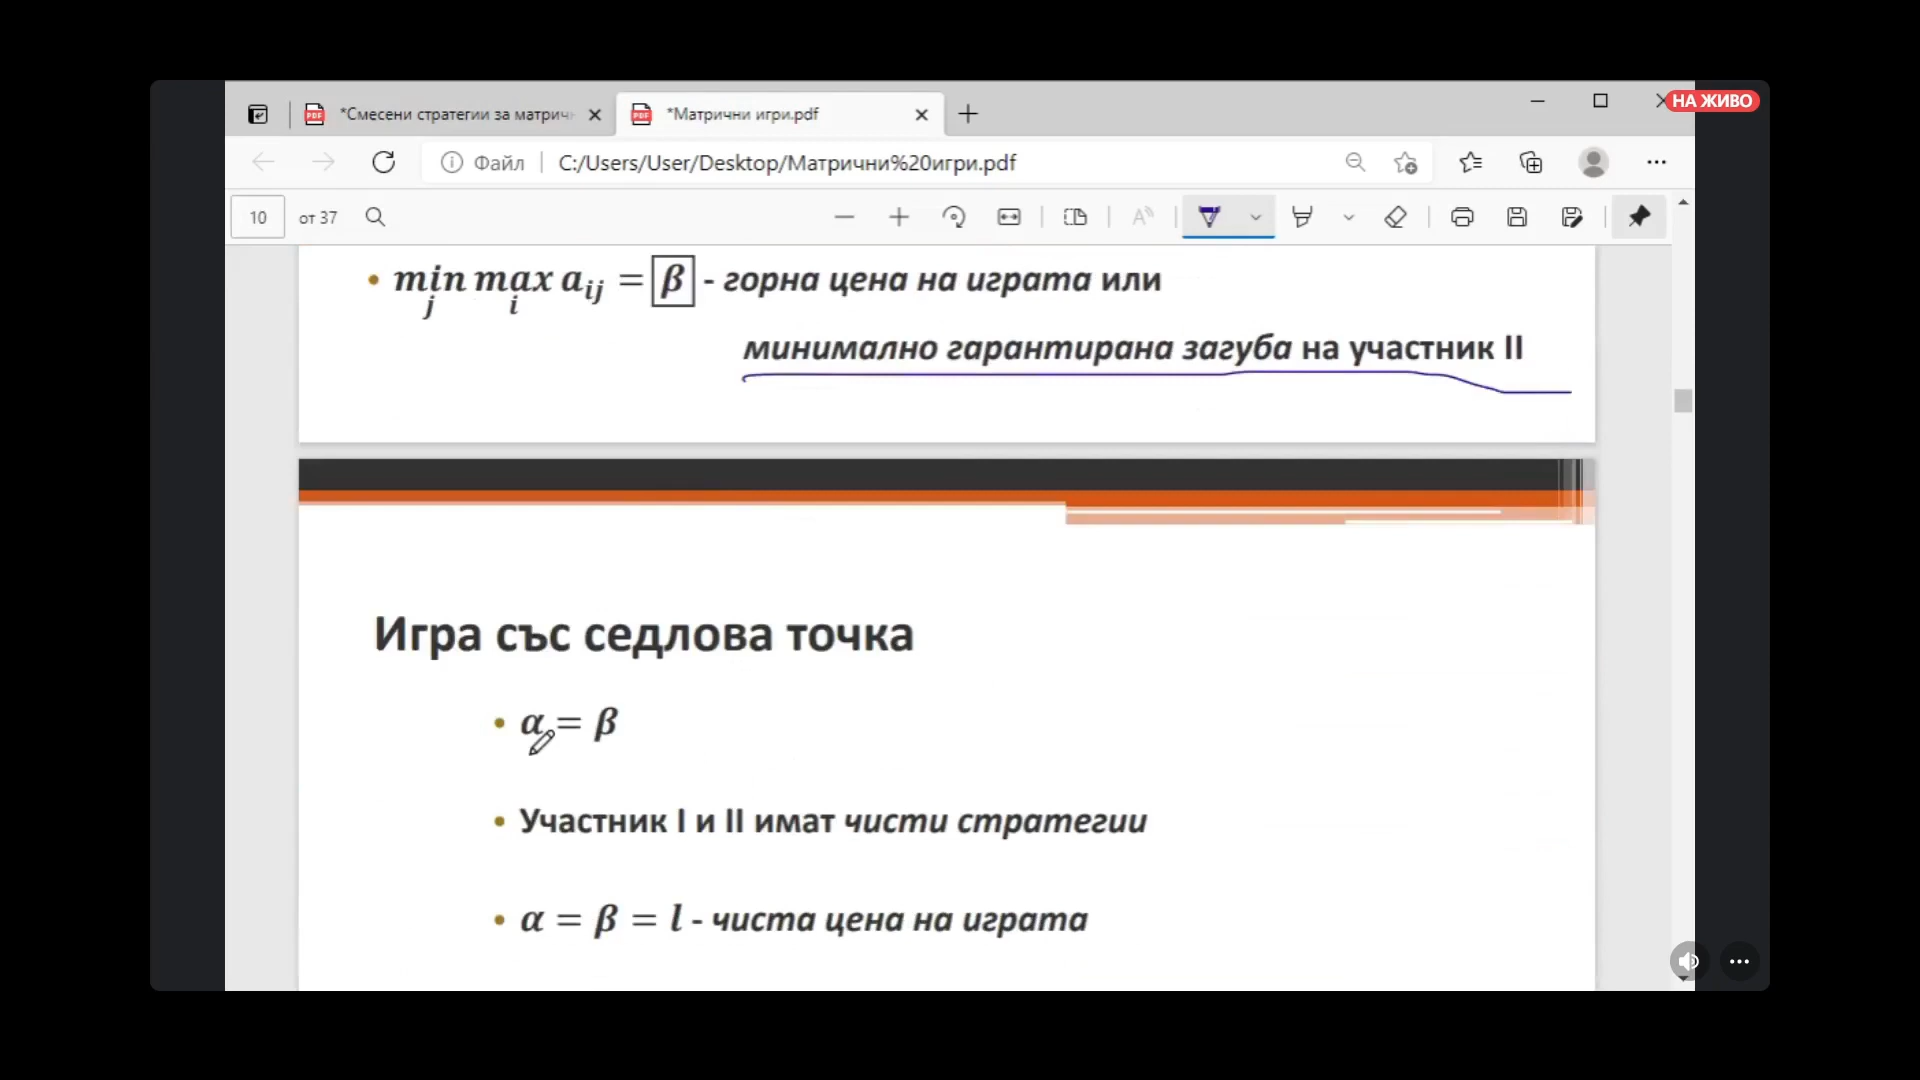 *Смесени стратегии за матричн
*Матрични игри.pdf
НА ЖИВО
Файл
C:/Users/User/Desktop/Матрични%20игри.pdf
10
от 37
• min max aᵢⱼ = β - горна цена на играта или
j i
минимално гарантирана загуба на участник II
Игра със седлова точка
• α = β
• Участник I и II имат чисти стратегии
• α = β = l - чиста цена на играта